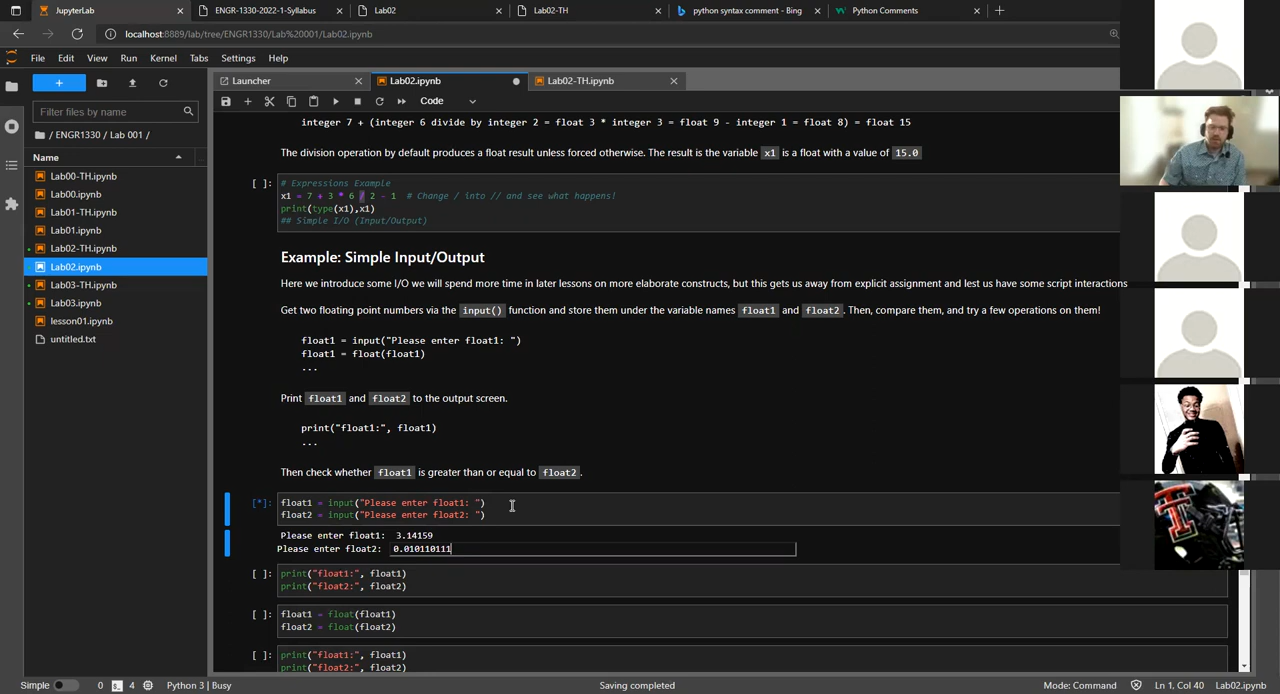 JupyterLab
ENGR-1330-2022-1-Syllabus
Lab02
Lab02-TH
python syntax comment - Bing
Python Comments
localhost:8889/lab/tree/ENGR1330/Lab%20001/Lab02.ipynb
File Edit View Run Kernel Tabs Settings Help
Launcher
Lab02.ipynb
Lab02-TH.ipynb
Code
Filter files by name
/ ENGR1330 / Lab 001 /
Name
Lab00-TH.ipynb
Lab00.ipynb
Lab01-TH.ipynb
Lab01.ipynb
Lab02-TH.ipynb
Lab02.ipynb
Lab03-TH.ipynb
Lab03.ipynb
lesson01.ipynb
untitled.txt
integer 7 + (integer 6 divide by integer 2 = float 3 * integer 3 = float 9 - integer 1 = float 8) = float 15
The division operation by default produces a float result unless forced otherwise. The result is the variable x1 is a float with a value of 15.0
[ ]: # Expressions Example
x1 = 7 + 3 * 6 / 2 - 1 # Change / into // and see what happens!
print(type(x1),x1)
## Simple I/O (Input/Output)
Example: Simple Input/Output
Here we introduce some I/O we will spend more time in later lessons on more elaborate constructs, but this gets us away from explicit assignment and lest us have some script interactions
Get two floating point numbers via the input() function and store them under the variable names float1 and float2. Then, compare them, and try a few operations on them!
float1 = input("Please enter float1: ")
float1 = float(float1)
...
Print float1 and float2 to the output screen.
print("float1:", float1)
...
Then check whether float1 is greater than or equal to float2.
[*]: float1 = input("Please enter float1: ")
float2 = input("Please enter float2: ")
Please enter float1: 3.14159
Please enter float2: 0.010110111
[ ]: print("float1:", float1)
print("float2:", float2)
[ ]: float1 = float(float1)
float2 = float(float2)
[ ]: print("float1:", float1)
print("float2:", float2)
Simple 0 4 Python 3 | Busy
Saving completed
Mode: Command Ln 1, Col 40 Lab02.ipynb